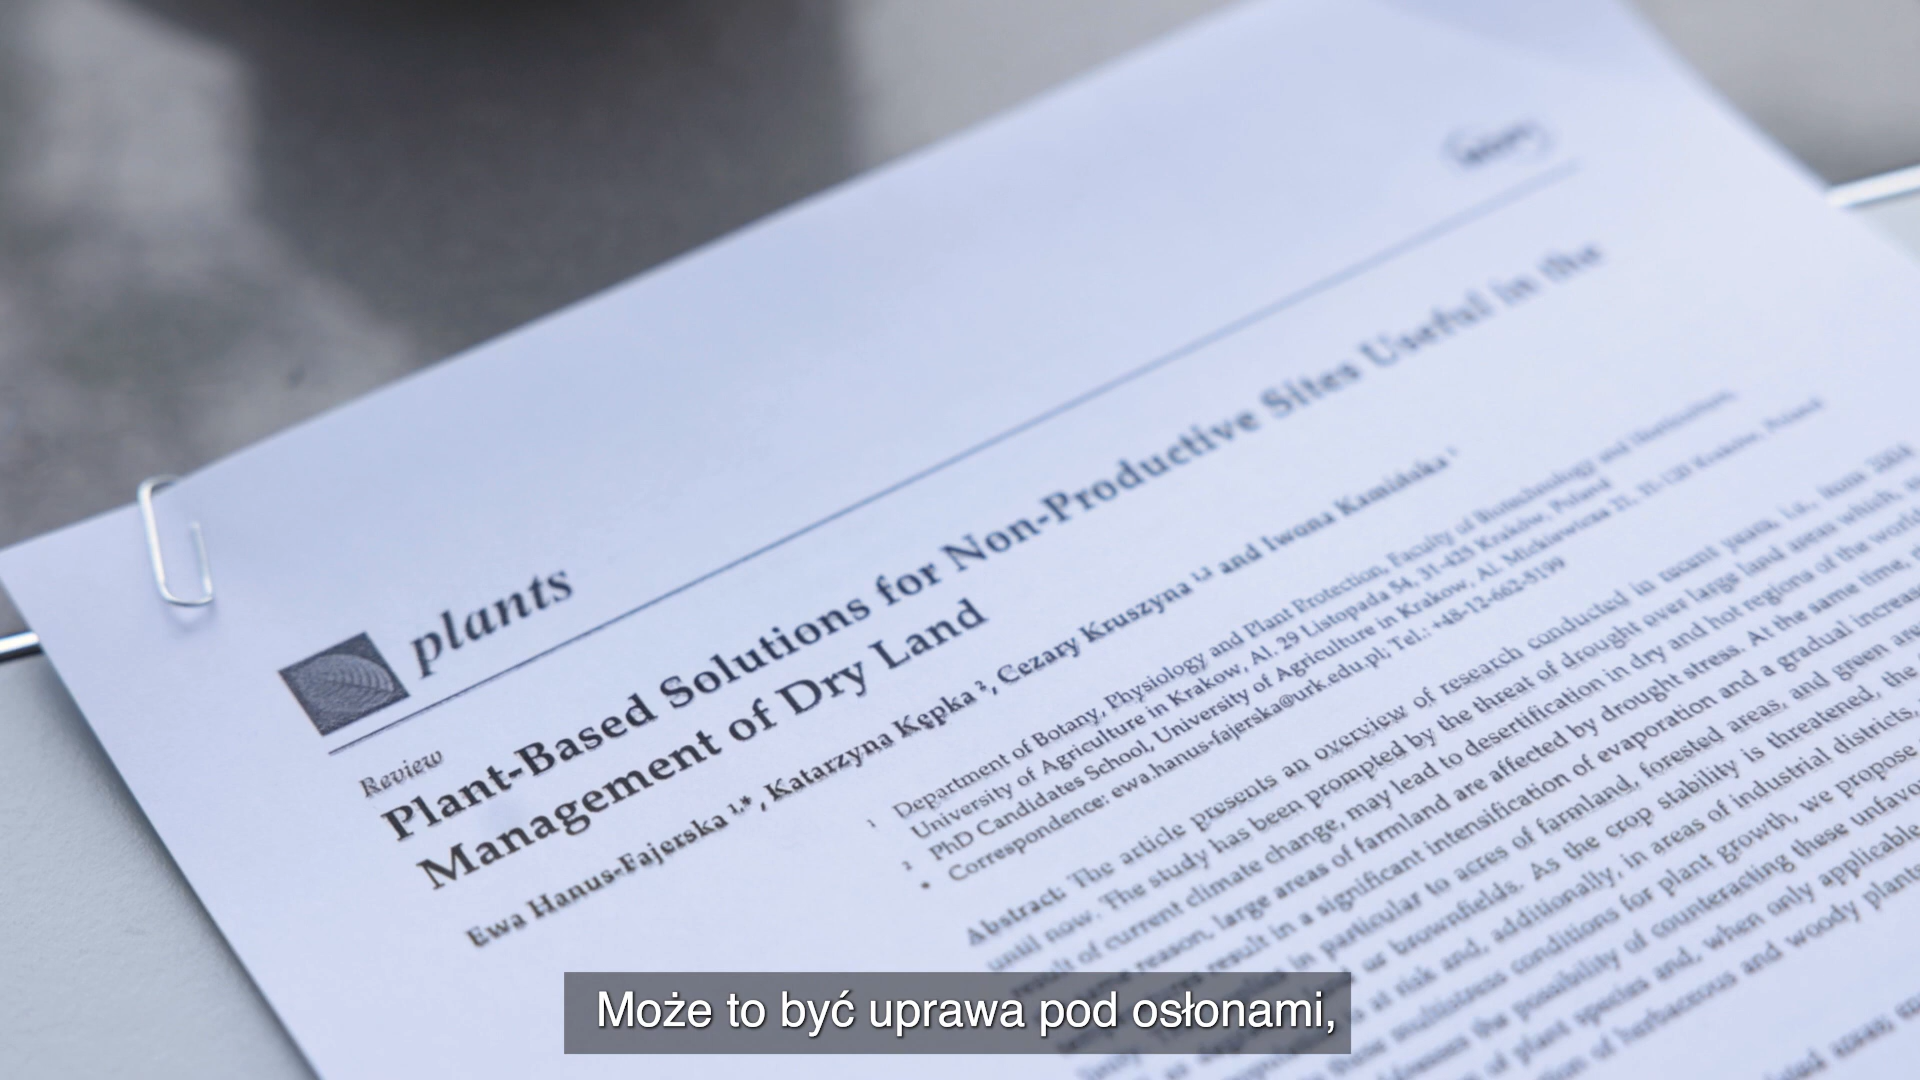 plants
Review
Plant-Based Solutions for Non-Productive Sites Useful in the
Management of Dry Land
Ewa Hanus-Fajerska 1,*, Katarzyna Kępka 2, Cezary Kruszyna 1,2 and Iwona Kamińska 1
1 Department of Botany, Physiology and Plant Protection, Faculty of Biotechnology and Horticulture,
University of Agriculture in Krakow, Al. 29 Listopada 54, 31-425 Kraków, Poland
2 PhD Candidates School, University of Agriculture in Krakow, Al. Mickiewicza 21, 31-120 Kraków, Poland
* Correspondence: ewa.hanus-fajerska@urk.edu.pl; Tel.: +48-12-662-5199
Abstract: The article presents an overview of research conducted in recent years, i.e., from 2004
until now. The study has been prompted by the threat of drought over large land areas which,
result of current climate change, may lead to desertification in dry and hot regions of the world
reason, large areas of farmland are affected by drought stress. At the same time,
result in a significant intensification of evaporation and a gradual increase
in particular to acres of farmland, forested areas, and green
or brownfields. As the crop stability is threatened, the
at risk and, additionally, in areas of industrial districts,
multistress conditions for plant growth, we propose
the possibility of counteracting these
of plant species and, when only applicable
of herbaceous and woody plants
Może to być uprawa pod osłonami,